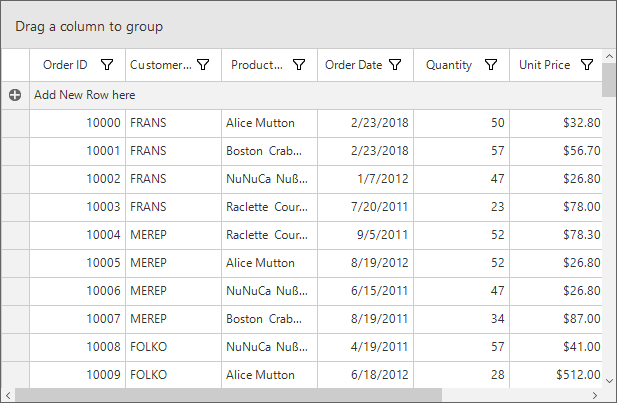 Drag a column to group
Order ID Customer... Product... Order Date Quantity Unit Price
Add New Row here
10000 FRANS Alice Mutton 2/23/2018 50 $32.80
10001 FRANS Boston Crab... 2/23/2018 57 $56.70
10002 FRANS NuNuCa Nuß... 1/7/2012 47 $26.80
10003 FRANS Raclette Cour... 7/20/2011 23 $78.00
10004 MEREP Raclette Cour... 9/5/2011 52 $78.30
10005 MEREP Alice Mutton 8/19/2012 52 $26.80
10006 MEREP NuNuCa Nuß... 6/15/2011 47 $26.80
10007 MEREP Boston Crab... 8/19/2011 34 $87.00
10008 FOLKO NuNuCa Nuß... 4/19/2011 57 $41.00
10009 FOLKO Alice Mutton 6/18/2012 28 $512.00